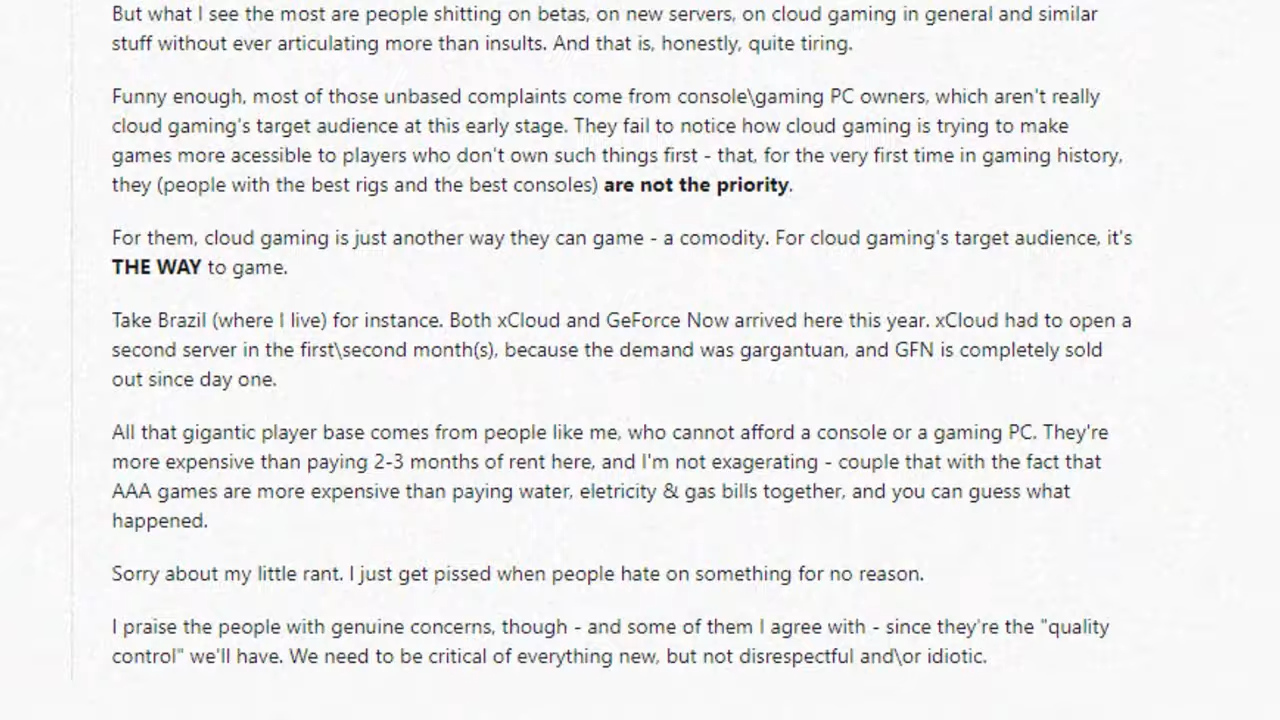 But what I see the most are people shitting on betas, on new servers, on cloud gaming in general and similar
stuff without ever articulating more than insults. And that is, honestly, quite tiring.
Funny enough, most of those unbased complaints come from console\gaming PC owners, which aren't really
cloud gaming's target audience at this early stage. They fail to notice how cloud gaming is trying to make
games more acessible to players who don't own such things first - that, for the very first time in gaming history,
they (people with the best rigs and the best consoles) are not the priority.
For them, cloud gaming is just another way they can game - a comodity. For cloud gaming's target audience, it's
THE WAY to game.
Take Brazil (where I live) for instance. Both xCloud and GeForce Now arrived here this year. xCloud had to open a
second server in the first\second month(s), because the demand was gargantuan, and GFN is completely sold
out since day one.
All that gigantic player base comes from people like me, who cannot afford a console or a gaming PC. They're
more expensive than paying 2-3 months of rent here, and I'm not exagerating - couple that with the fact that
AAA games are more expensive than paying water, eletricity & gas bills together, and you can guess what
happened.
Sorry about my little rant. I just get pissed when people hate on something for no reason.
I praise the people with genuine concerns, though - and some of them I agree with - since they're the "quality
control" we'll have. We need to be critical of everything new, but not disrespectful and\or idiotic.